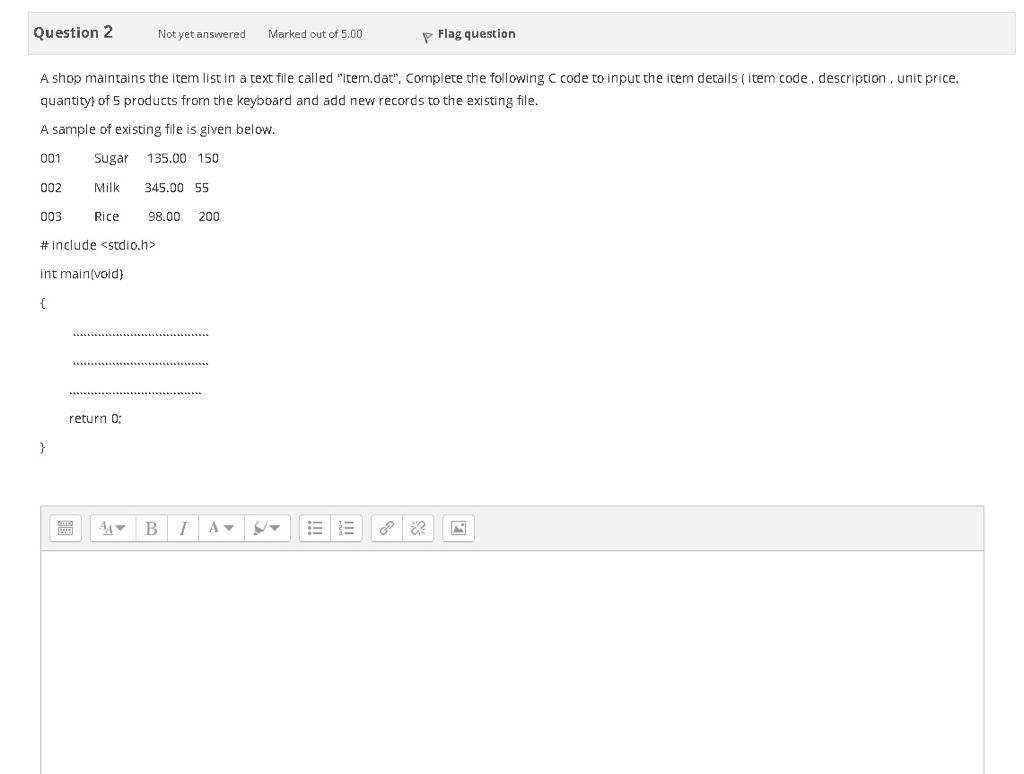 Question 2 Not yet answered Marked out of 5.00 Flag question
A shop maintains the item list in a text file called "item.dat", Complete the following C code to input the item details ( item code , description , unit price,
quantity} of 5 products from the keyboard and add new records to the existing file.
A sample of existing file is given below.
001 Sugar 135.00 150
002 Milk 345.00 55
003 Rice 98.00 200
# include <stdio.h>
int main(void}
{
......................................
......................................
.....................................
return 0;
}